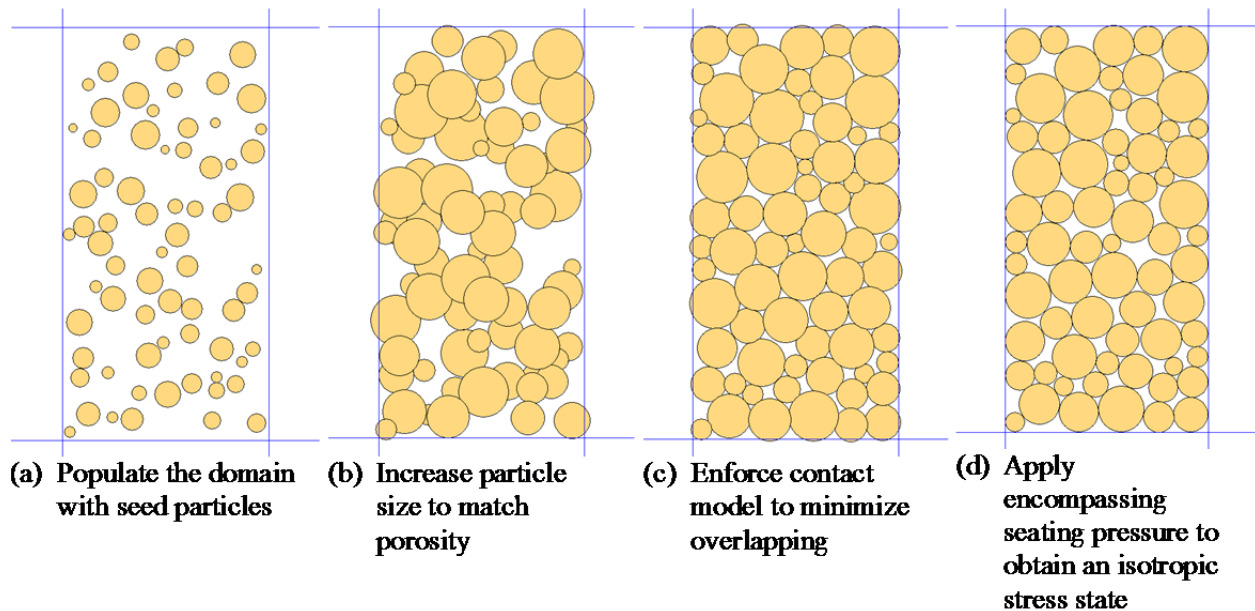 (a) Populate the domain
with seed particles
(b) Increase particle
size to match
porosity
(c) Enforce contact
model to minimize
overlapping
(d) Apply
encompassing
seating pressure to
obtain an isotropic
stress state